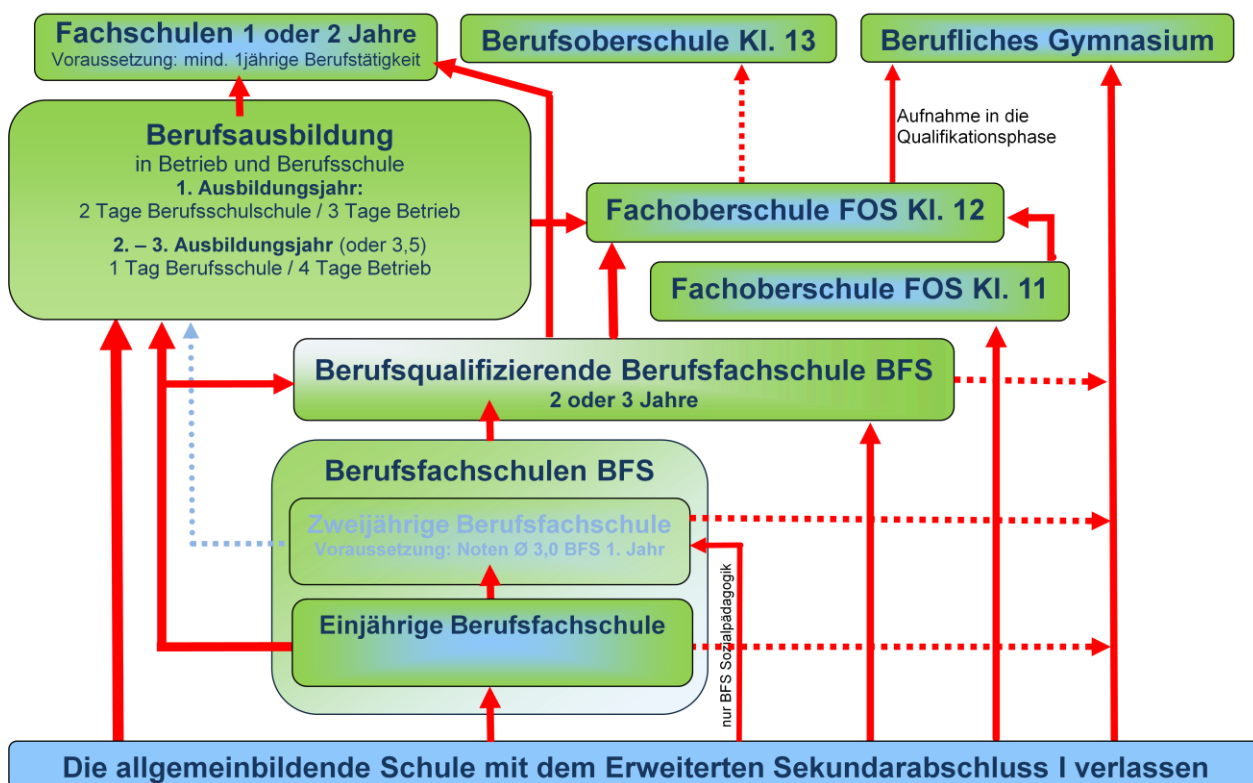 Fachschulen 1 oder 2 Jahre
Voraussetzung: mind. 1jährige Berufstätigkeit
Berufsoberschule Kl. 13
Berufliches Gymnasium
Berufsausbildung
in Betrieb und Berufsschule
1. Ausbildungsjahr:
2 Tage Berufsschulschule / 3 Tage Betrieb
2. – 3. Ausbildungsjahr (oder 3,5)
1 Tag Berufsschule / 4 Tage Betrieb
Aufnahme in die
Qualifikationsphase
Fachoberschule FOS Kl. 12
Fachoberschule FOS Kl. 11
Berufsqualifizierende Berufsfachschule BFS
2 oder 3 Jahre
Berufsfachschulen BFS
Zweijährige Berufsfachschule
Voraussetzung: Noten Ø 3,0 BFS 1. Jahr
Einjährige Berufsfachschule
nur BFS Sozialpädagogik
Die allgemeinbildende Schule mit dem Erweiterten Sekundarabschluss I verlassen